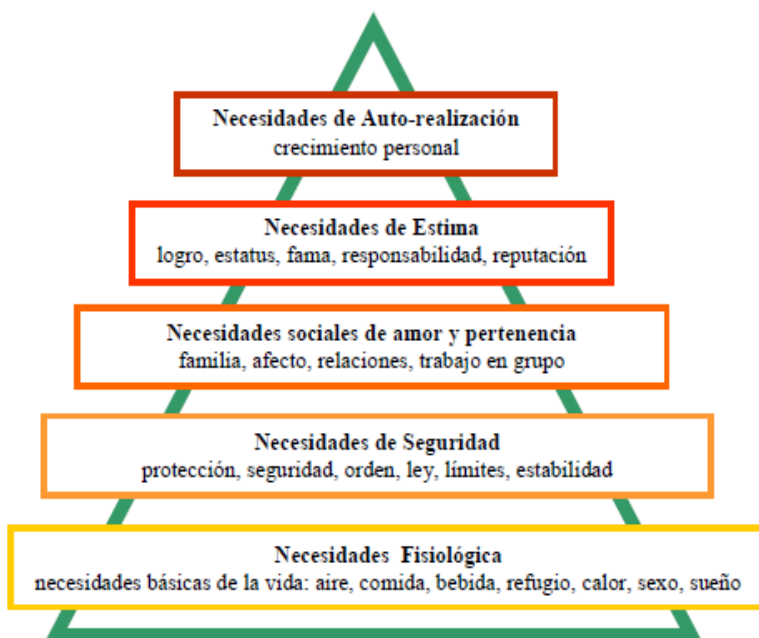 Necesidades de Auto-realización
crecimiento personal
Necesidades de Estima
logro, estatus, fama, responsabilidad, reputación
Necesidades sociales de amor y pertenencia
familia, afecto, relaciones, trabajo en grupo
Necesidades de Seguridad
protección, seguridad, orden, ley, límites, estabilidad
Necesidades Fisiológica
necesidades básicas de la vida: aire, comida, bebida, refugio, calor, sexo, sueño